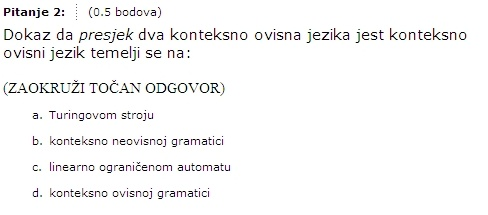 Pitanje 2: (0.5 bodova)
Dokaz da presjek dva konteksno ovisna jezika jest konteksno
ovisni jezik temelji se na:
(ZAOKRUŽI TOČAN ODGOVOR)
a. Turingovom stroju
b. konteksno neovisnoj gramatici
c. linearno ograničenom automatu
d. konteksno ovisnoj gramatici